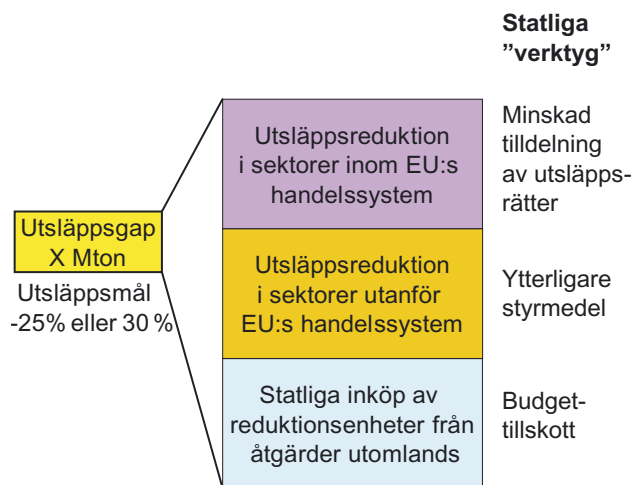 Statliga
”verktyg”
Utsläppsreduktion
i sektorer inom EU:s
handelssystem
Minskad
tilldelning
av utsläpps-
rätter
Utsläppsgap
X Mton
Utsläppsmål
-25% eller 30 %
Utsläppsreduktion
i sektorer utanför
EU:s handelssystem
Ytterligare
styrmedel
Statliga inköp av
reduktionsenheter från
åtgärder utomlands
Budget-
tillskott